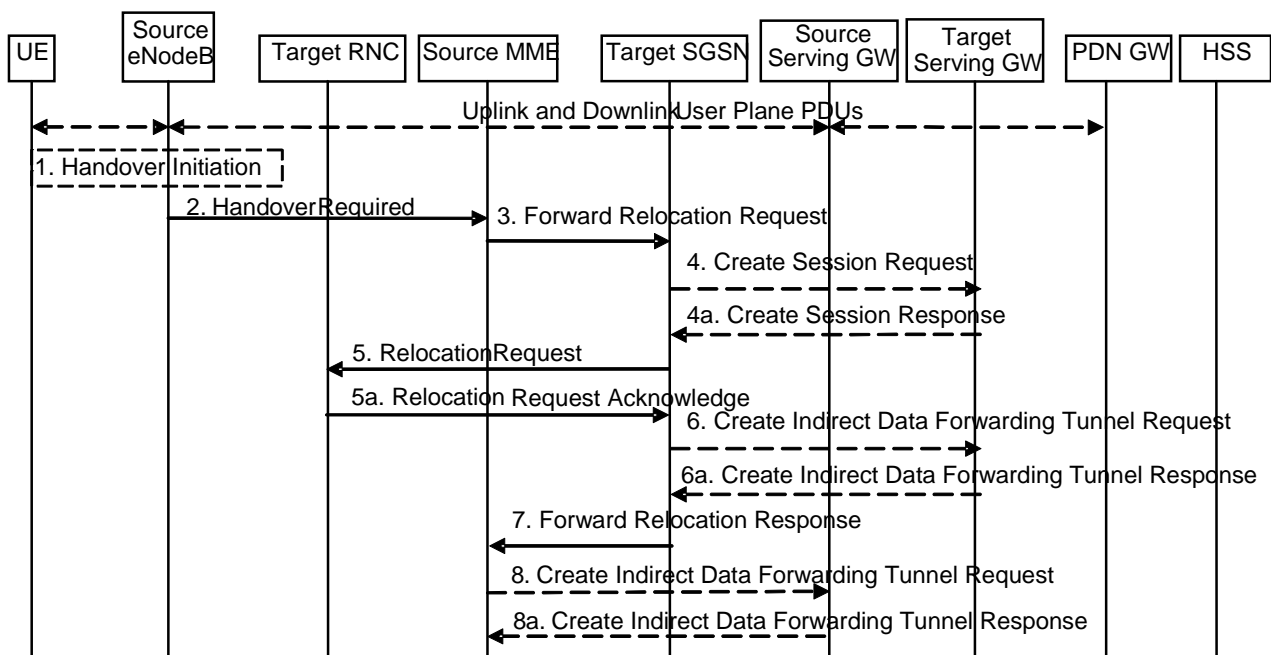 UE
Source
eNodeB
Target RNC
Source MME
Target SGSN
Source
Serving GW
Target
Serving GW
PDN GW
HSS
Uplink and Downlink User Plane PDUs
1. Handover Initiation
2. Handover Required
3. Forward Relocation Request
4. Create Session Request
4a. Create Session Response
5. Relocation Request
5a. Relocation Request Acknowledge
6. Create Indirect Data Forwarding Tunnel Request
6a. Create Indirect Data Forwarding Tunnel Response
7. Forward Relocation Response
8. Create Indirect Data Forwarding Tunnel Request
8a. Create Indirect Data Forwarding Tunnel Response